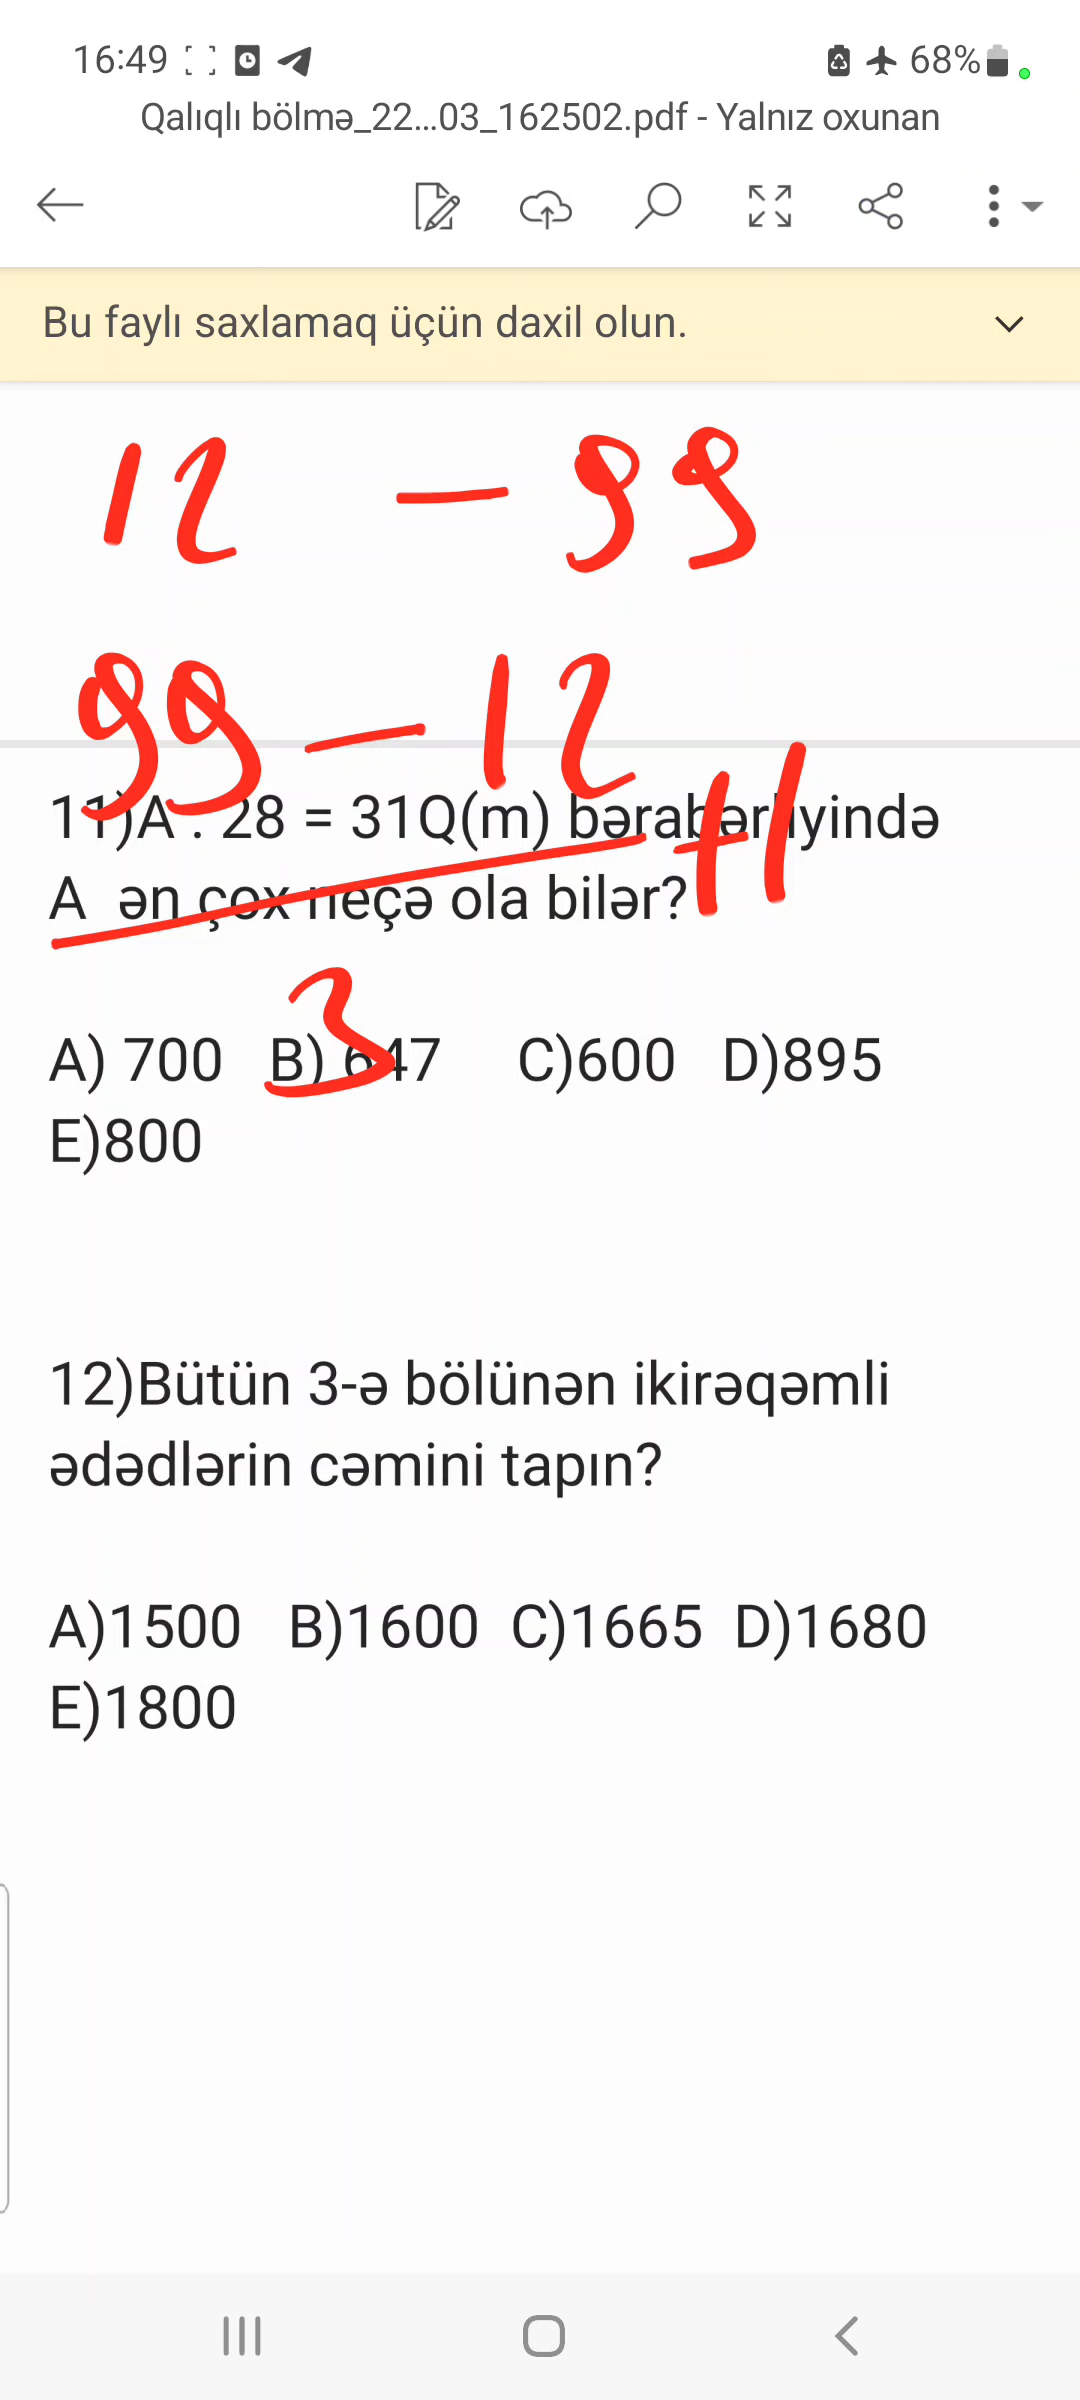 16:49 68%
Qalıqlı bölmə_22...03_162502.pdf - Yalnız oxunan
Bu faylı saxlamaq üçün daxil olun.
12 - 99
99 - 12 +1
3
11)A : 28 = 31Q(m) bərabərliyində
A ən çox neçə ola bilər?
A) 700 B) 647 C)600 D)895
E)800
12)Bütün 3-ə bölünən ikirəqəmli
ədədlərin cəmini tapın?
A)1500 B)1600 C)1665 D)1680
E)1800